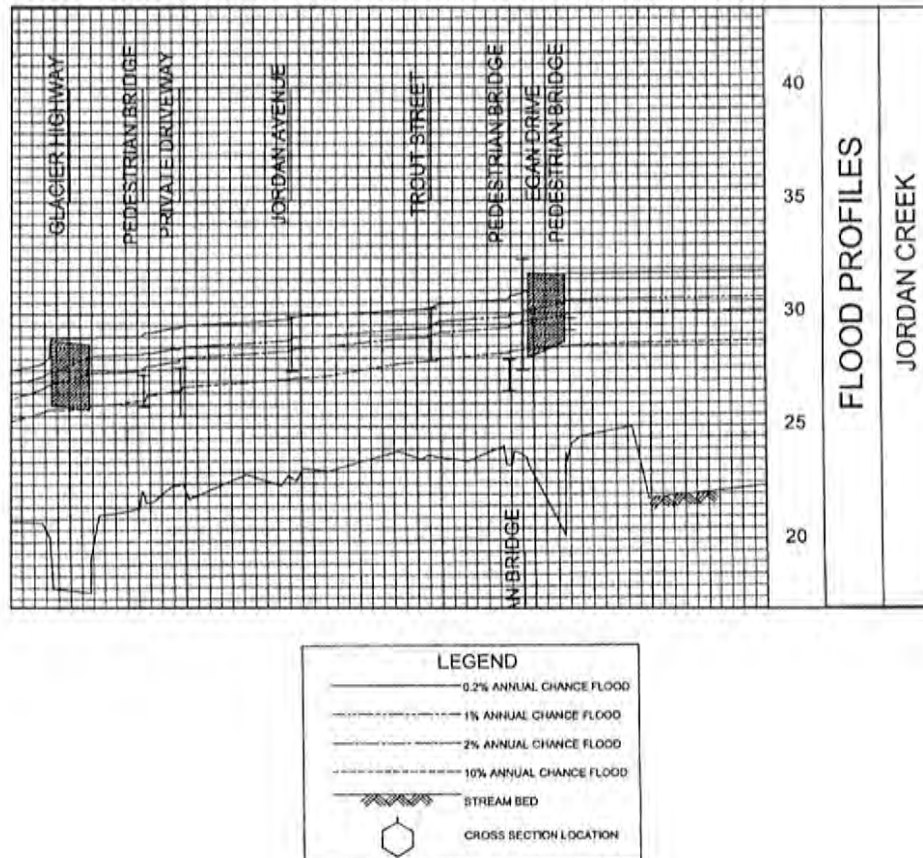 GLACIER HIGHWAY
PEDESTRIAN BRIDGE
PRIVATE DRIVEWAY
JORDAN AVENUE
TROUT STREET
PEDESTRIAN BRIDGE
EGAN DRIVE
PEDESTRIAN BRIDGE
AN BRIDGE
40
35
30
25
20
FLOOD PROFILES
JORDAN CREEK
LEGEND
0.2% ANNUAL CHANCE FLOOD
1% ANNUAL CHANCE FLOOD
2% ANNUAL CHANCE FLOOD
10% ANNUAL CHANCE FLOOD
STREAM BED
CROSS SECTION LOCATION